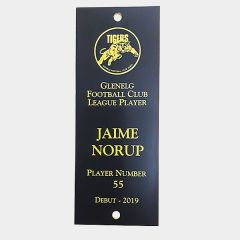 TIGERS
GLENELG
FOOTBALL CLUB
LEAGUE PLAYER
JAIME
NORUP
PLAYER NUMBER
55
DEBUT - 2019